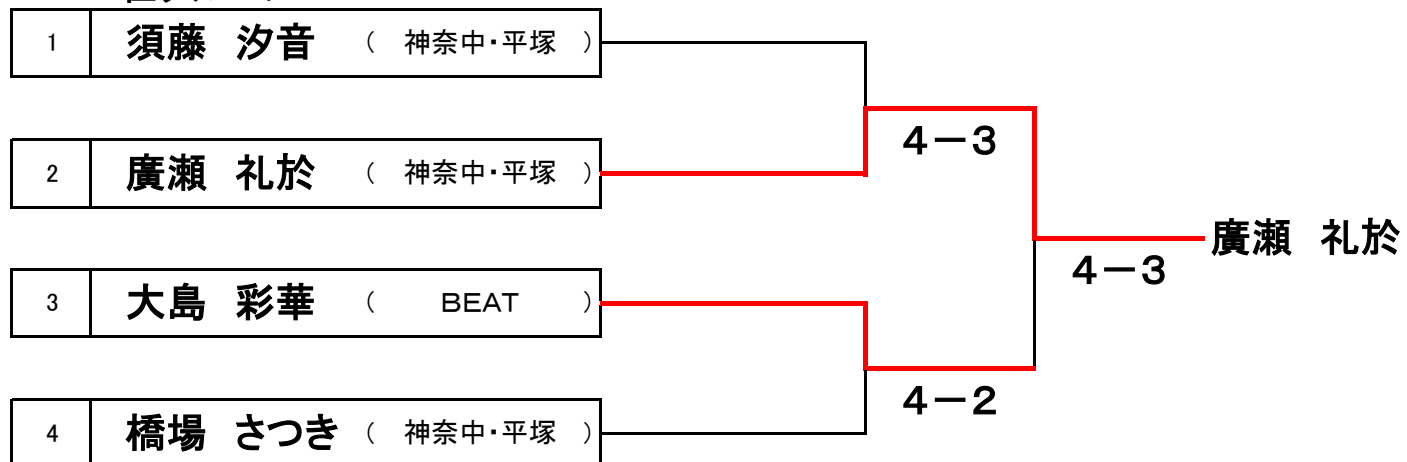 1 須藤 汐音 （ 神奈中・平塚 ）
4－3
2 廣瀬 礼於 （ 神奈中・平塚 ）
廣瀬 礼於
4－3
3 大島 彩華 （ BEAT ）
4－2
4 橋場 さつき （ 神奈中・平塚 ）